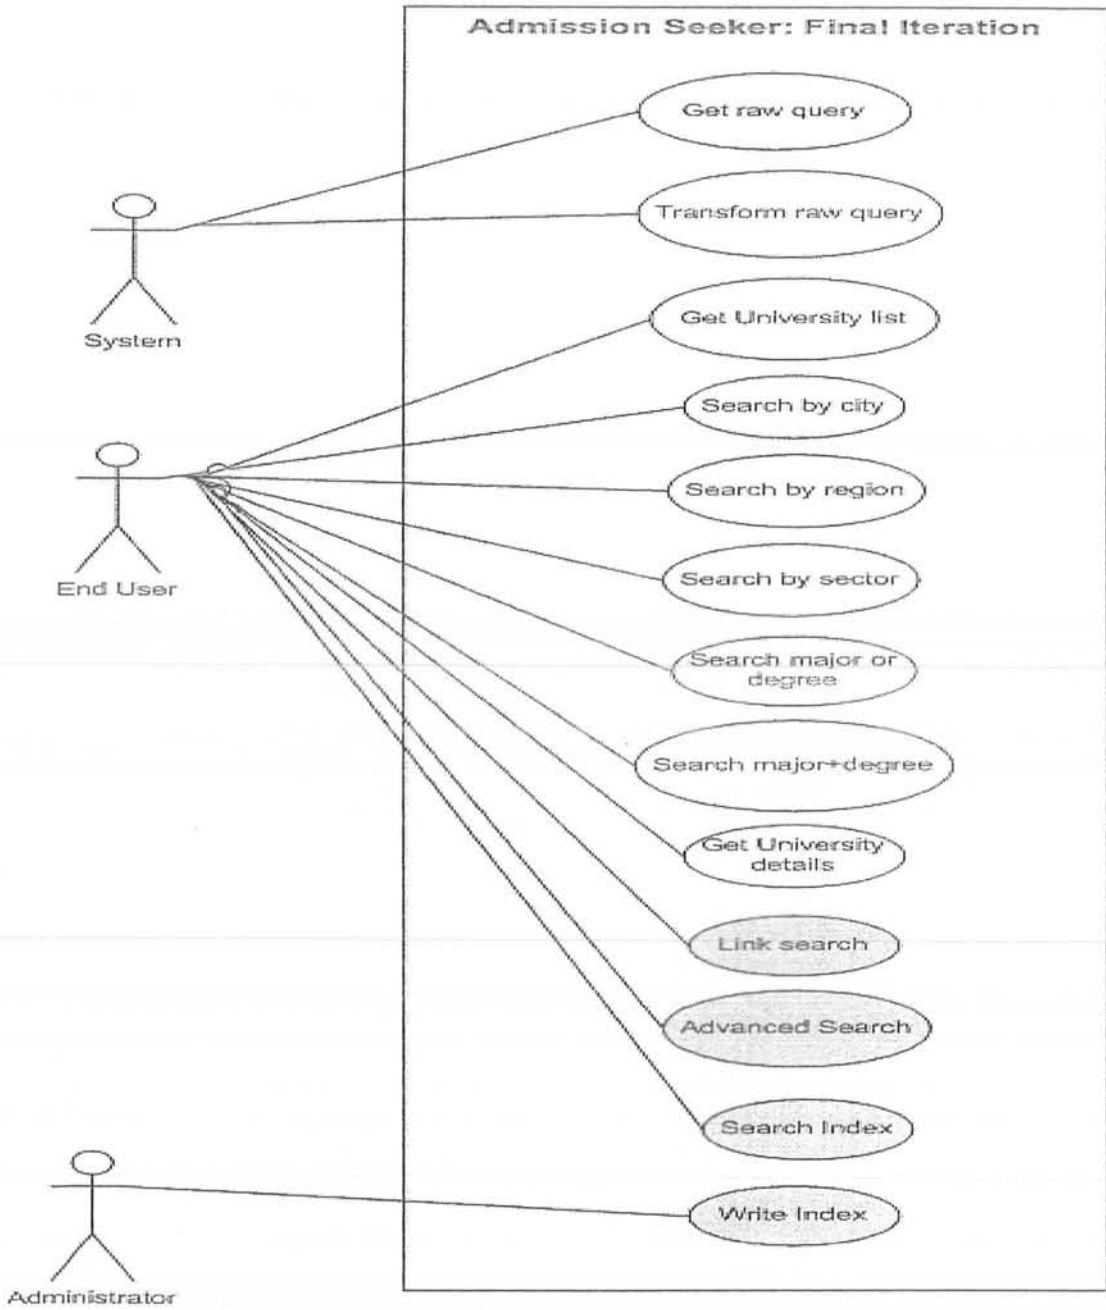 Admission Seeker: Final Iteration
Get raw query
Transform raw query
System
Get University list
Search by city
Search by region
End User
Search by sector
Search major or
degree
Search major+degree
Get University
details
Link search
Advanced Search
Search Index
Write Index
Administrator